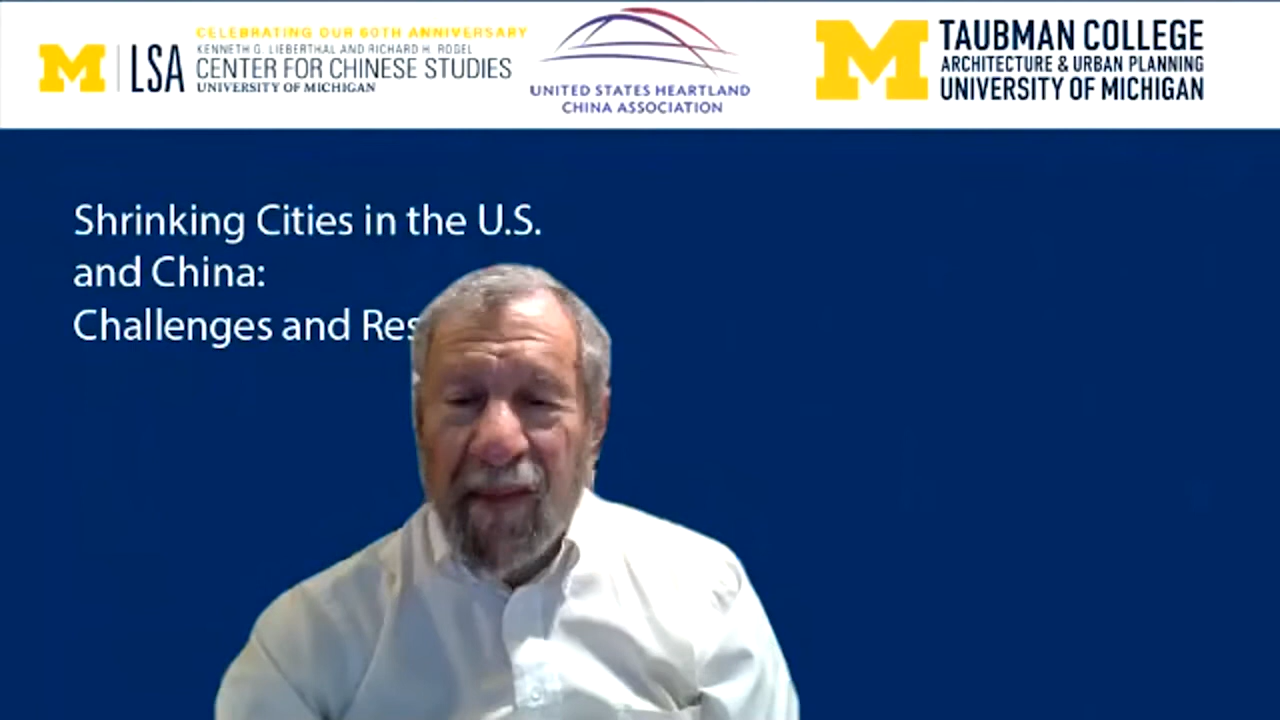 CELEBRATING OUR 60TH ANNIVERSARY
M LSA
KENNETH G. LIEBERTHAL AND RICHARD H. ROGEL
CENTER FOR CHINESE STUDIES
UNIVERSITY OF MICHIGAN
UNITED STATES HEARTLAND
CHINA ASSOCIATION
M
TAUBMAN COLLEGE
ARCHITECTURE & URBAN PLANNING
UNIVERSITY OF MICHIGAN
Shrinking Cities in the U.S.
and China:
Challenges and Res